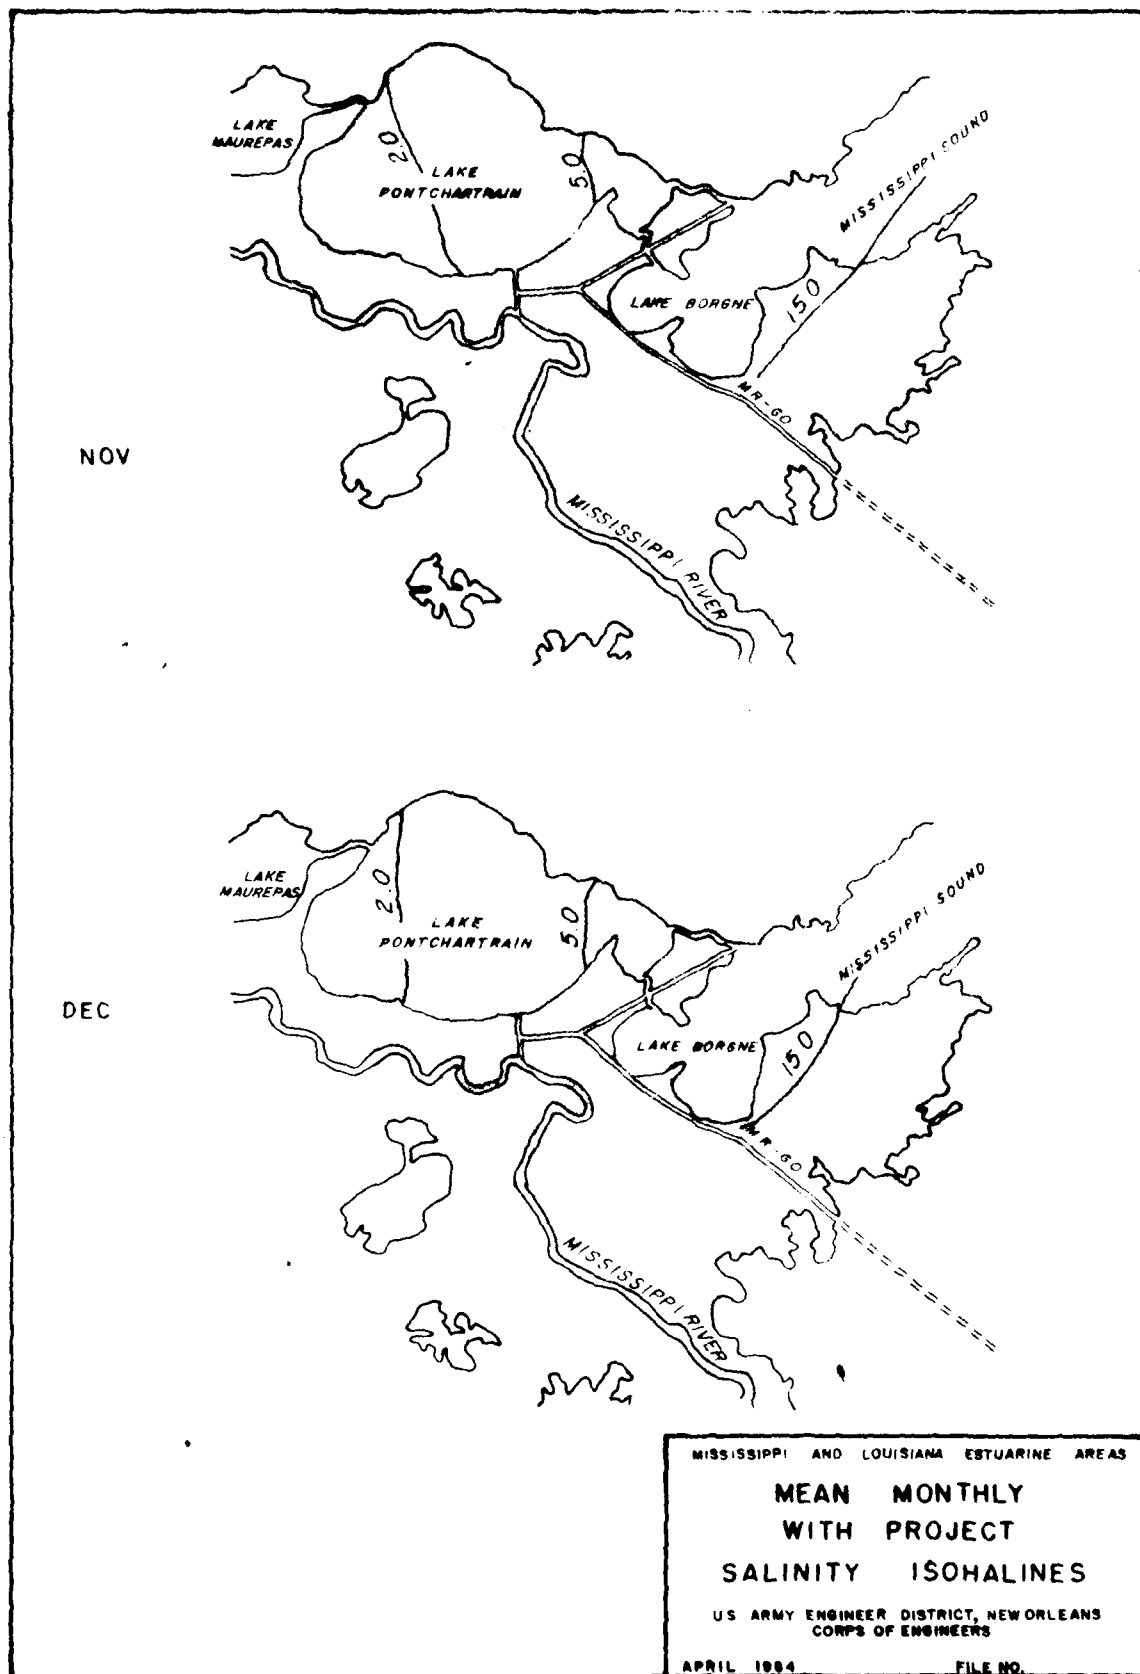 LAKE
MAUREPAS
2.0
LAKE
PONTCHARTRAIN
5.0
MISSISSIPPI SOUND
LAKE BORGNE
15.0
MR-GO
NOV
MISSISSIPPI RIVER
LAKE
MAUREPAS
2.0
LAKE
PONTCHARTRAIN
5.0
MISSISSIPPI SOUND
DEC
LAKE BORGNE
15.0
MR-GO
MISSISSIPPI RIVER
MISSISSIPPI AND LOUISIANA ESTUARINE AREAS
MEAN MONTHLY
WITH PROJECT
SALINITY ISOHALINES
US ARMY ENGINEER DISTRICT, NEW ORLEANS
CORPS OF ENGINEERS
APRIL 1984 FILE NO.